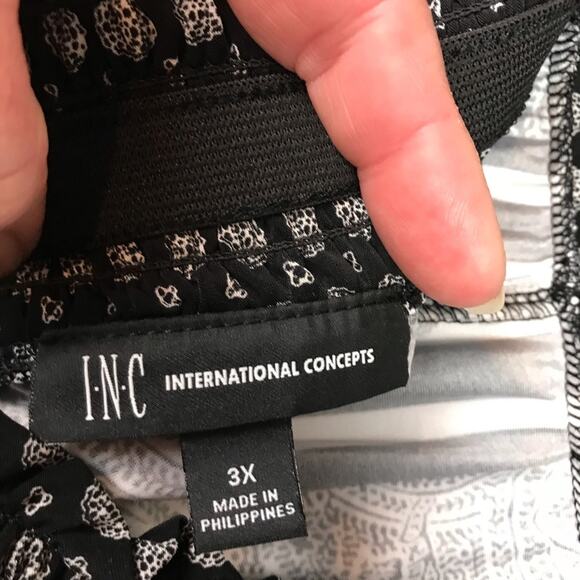 I·N·C INTERNATIONAL CONCEPTS
3X
MADE IN
PHILIPPINES